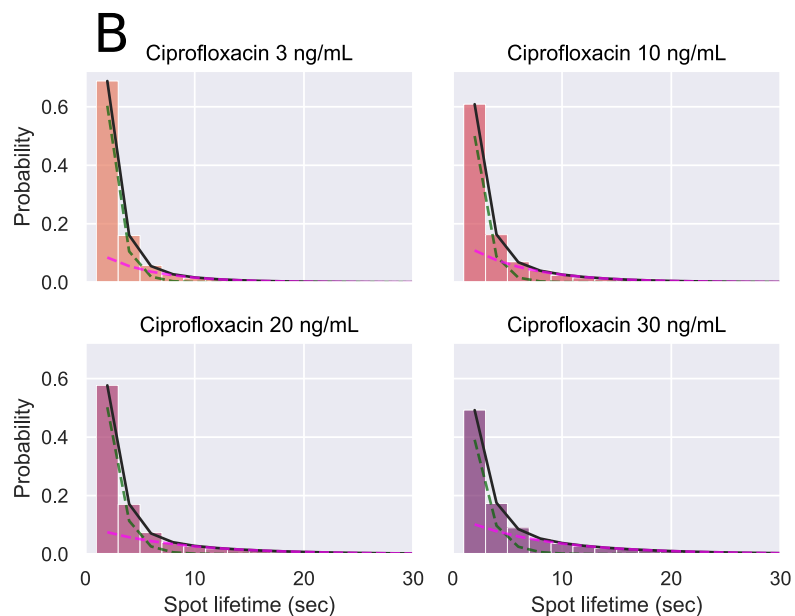 B
Ciprofloxacin 3 ng/mL
Ciprofloxacin 10 ng/mL
Probability
0.6
0.4
0.2
0.0
Ciprofloxacin 20 ng/mL
Ciprofloxacin 30 ng/mL
Probability
0.6
0.4
0.2
0.0
0 10 20 30
0 10 20 30
Spot lifetime (sec)
Spot lifetime (sec)